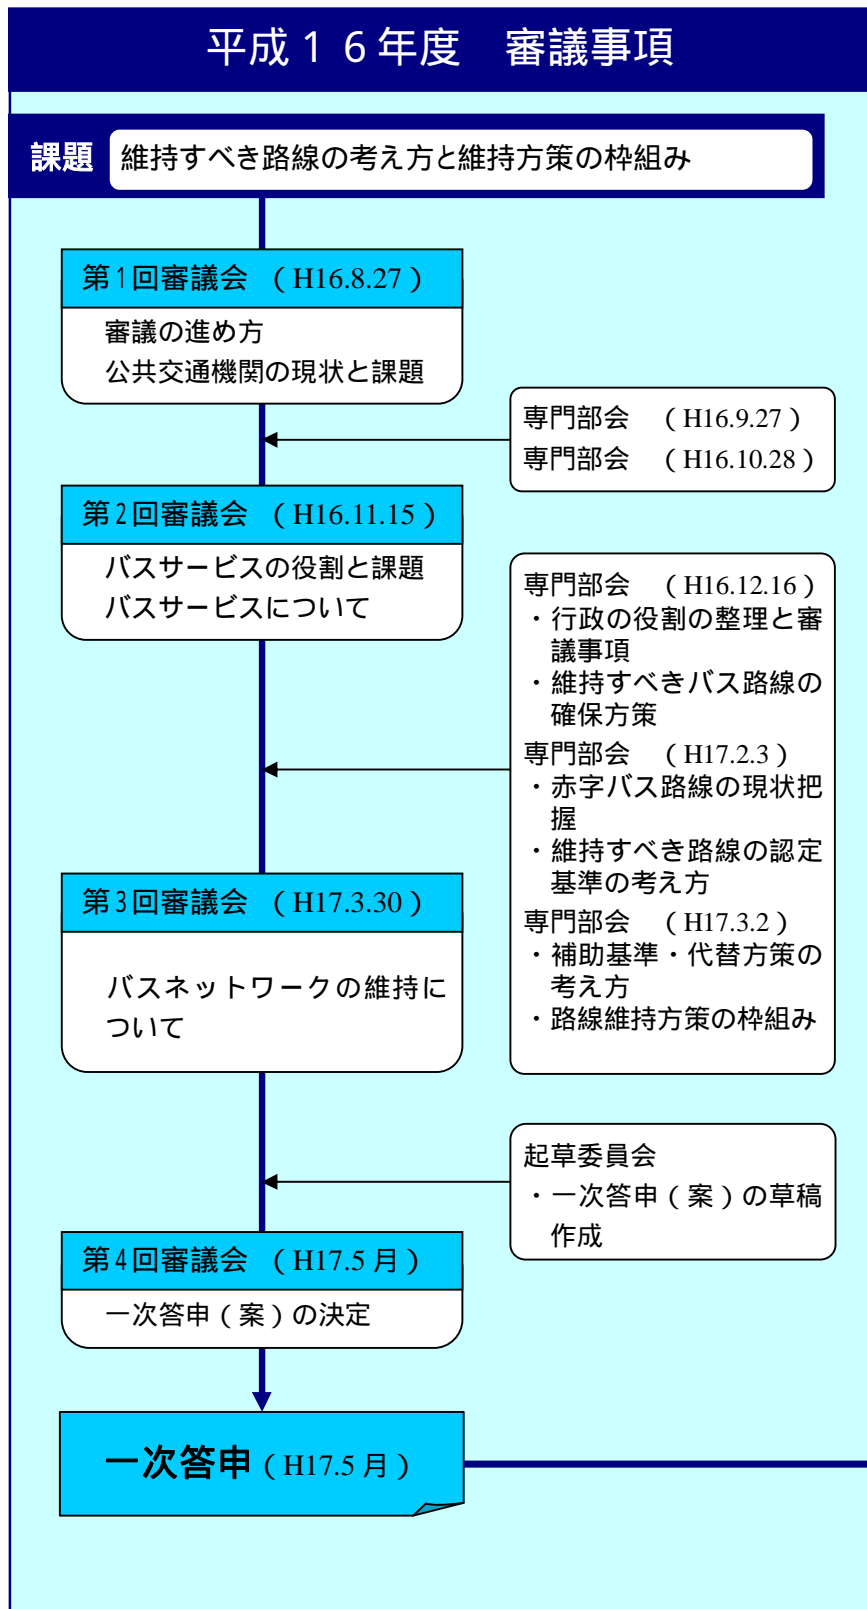 平成１６年度　審議事項
課題 維持すべき路線の考え方と維持方策の枠組み
第1回審議会 （H16.8.27）
審議の進め方
公共交通機関の現状と課題
専門部会 （H16.9.27）
専門部会 （H16.10.28）
第2回審議会 （H16.11.15）
バスサービスの役割と課題
バスサービスについて
専門部会 （H16.12.16）
・行政の役割の整理と審
議事項
・維持すべきバス路線の
確保方策
専門部会 （H17.2.3）
・赤字バス路線の現状把
握
・維持すべき路線の認定
基準の考え方
専門部会 （H17.3.2）
・補助基準・代替方策の
考え方
・路線維持方策の枠組み
第3回審議会 （H17.3.30）
バスネットワークの維持に
ついて
起草委員会
・一次答申（案）の草稿
作成
第4回審議会 （H17.5 月）
一次答申（案）の決定
一次答申（H17.5 月）